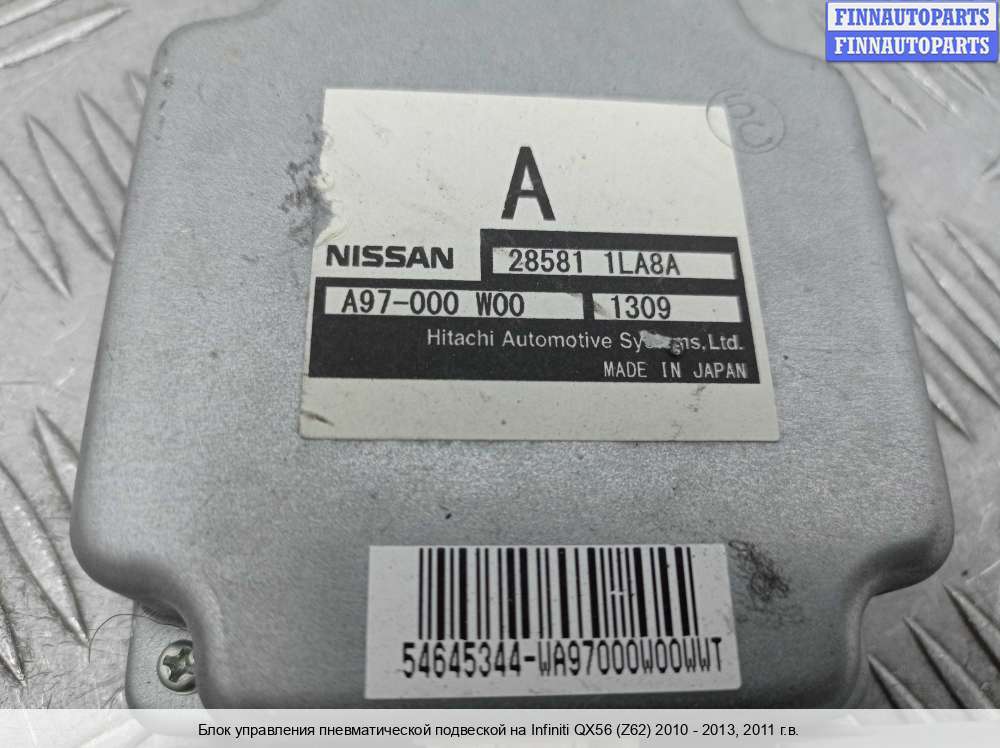 FINNAUTOPARTS
FINNAUTOPARTS
A
NISSAN 28581 1LA8A
A97-000 W00 1309
Hitachi Automotive Systems,Ltd.
MADE IN JAPAN
54645344-WA97000W00WWT
Блок управления пневматической подвеской на Infiniti QX56 (Z62) 2010 - 2013, 2011 г.в.